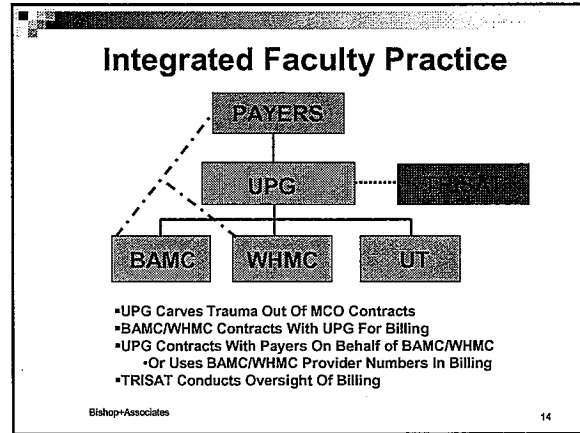 Integrated Faculty Practice
PAYERS
UPG
TRISAT
BAMC
WHMC
UT
▪UPG Carves Trauma Out Of MCO Contracts
▪BAMC/WHMC Contracts With UPG For Billing
▪UPG Contracts With Payers On Behalf of BAMC/WHMC
•Or Uses BAMC/WHMC Provider Numbers In Billing
▪TRISAT Conducts Oversight Of Billing
Bishop+Associates
14